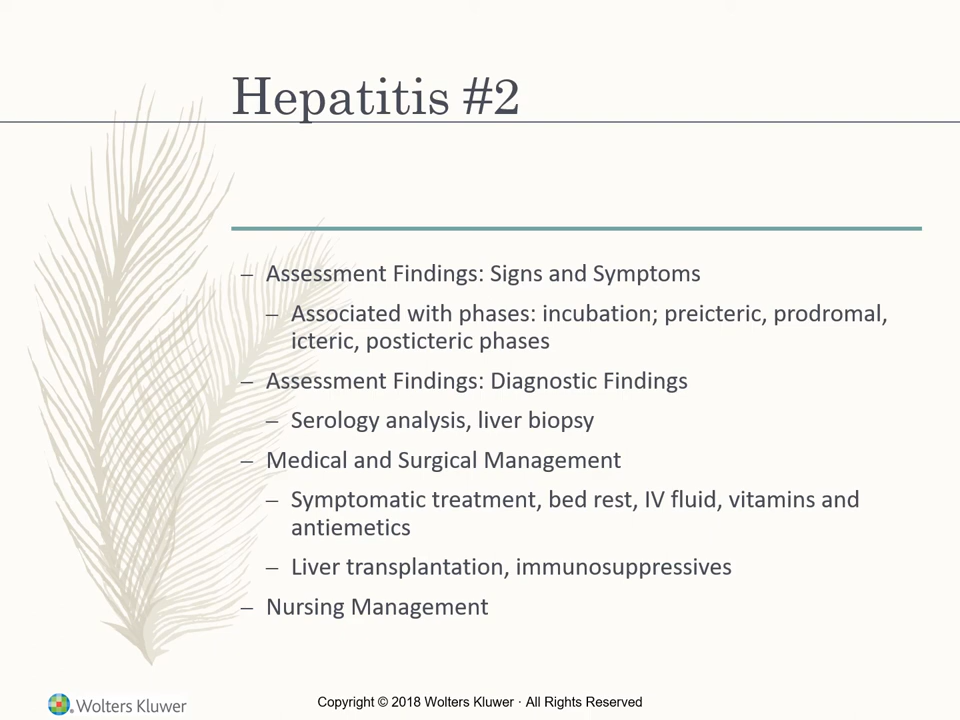 Hepatitis #2
– Assessment Findings: Signs and Symptoms
– Associated with phases: incubation; preicteric, prodromal,
icteric, posticteric phases
– Assessment Findings: Diagnostic Findings
– Serology analysis, liver biopsy
– Medical and Surgical Management
– Symptomatic treatment, bed rest, IV fluid, vitamins and
antiemetics
– Liver transplantation, immunosuppressives
– Nursing Management
Wolters Kluwer
Copyright © 2018 Wolters Kluwer · All Rights Reserved